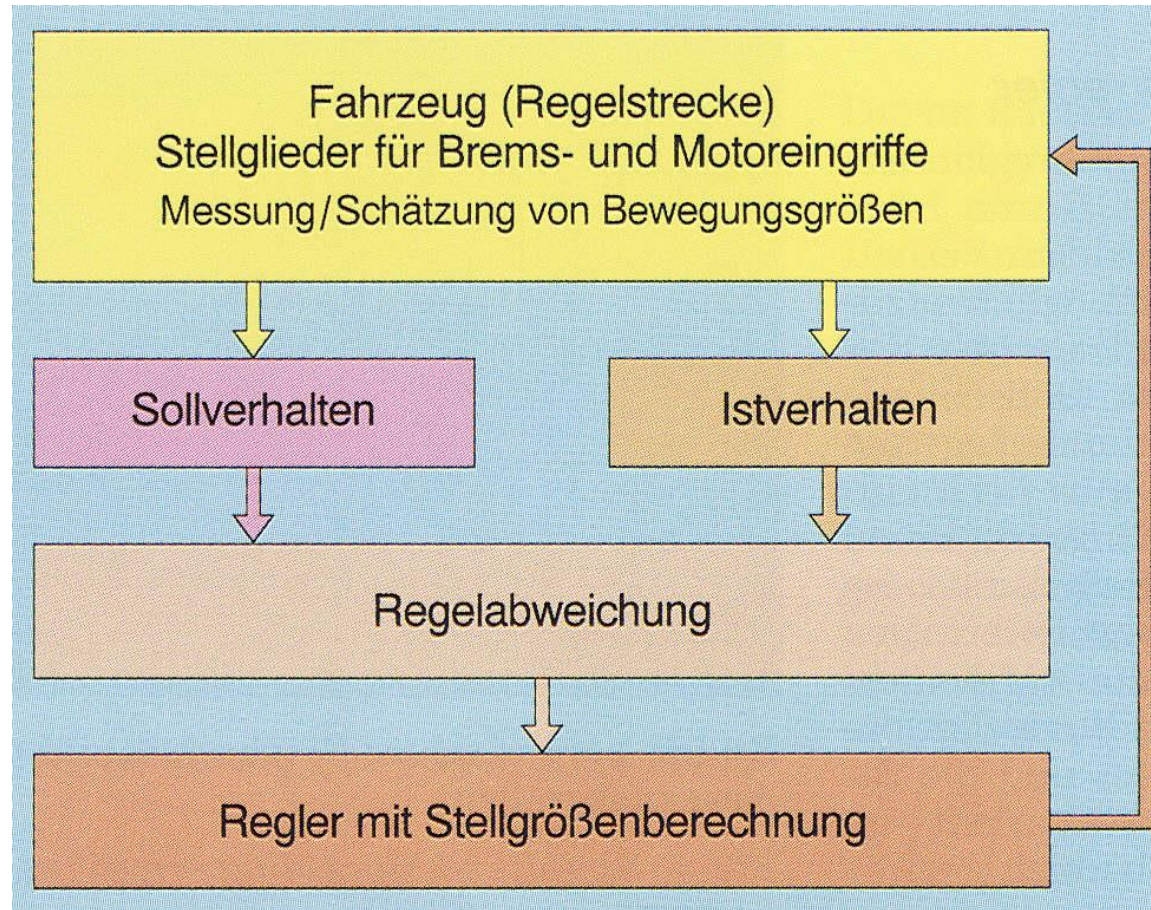 Fahrzeug (Regelstrecke)
Stellglieder für Brems- und Motoreingriffe
Messung/Schätzung von Bewegungsgrößen
Sollverhalten
Istverhalten
Regelabweichung
Regler mit Stellgrößenberechnung